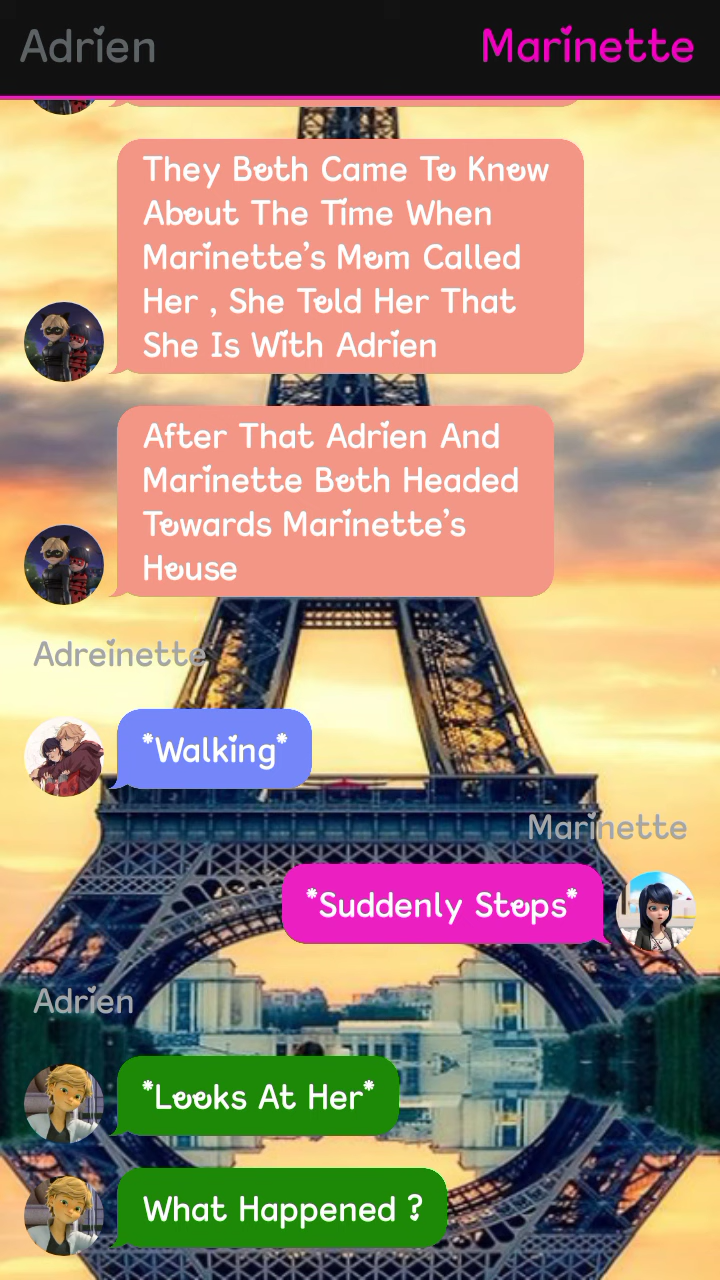 Adrien
Marinette
They Both Came To Know
About The Time When
Marinette's Mom Called
Her , She Told Her That
She Is With Adrien
After That Adrien And
Marinette Both Headed
Towards Marinette's
House
Adreinette
*Walking*
Marinette
*Suddenly Stops*
Adrien
*Looks At Her*
What Happened ?